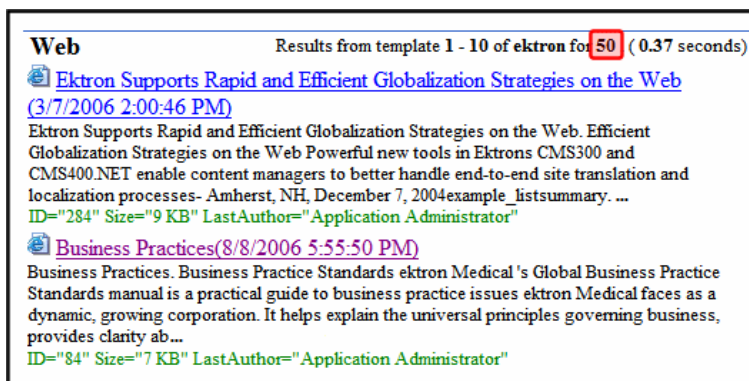 Web Results from template 1 - 10 of ektron for 50 ( 0.37 seconds)
Ektron Supports Rapid and Efficient Globalization Strategies on the Web
(3/7/2006 2:00:46 PM)
Ektron Supports Rapid and Efficient Globalization Strategies on the Web. Efficient
Globalization Strategies on the Web Powerful new tools in Ektrons CMS300 and
CMS400.NET enable content managers to better handle end-to-end site translation and
localization processes- Amherst, NH, December 7, 2004example_listsummary. ...
ID="284" Size="9 KB" LastAuthor="Application Administrator"
Business Practices(8/8/2006 5:55:50 PM)
Business Practices. Business Practice Standards ektron Medical 's Global Business Practice
Standards manual is a practical guide to business practice issues ektron Medical faces as a
dynamic, growing corporation. It helps explain the universal principles governing business,
provides clarity ab...
ID="84" Size="7 KB" LastAuthor="Application Administrator"